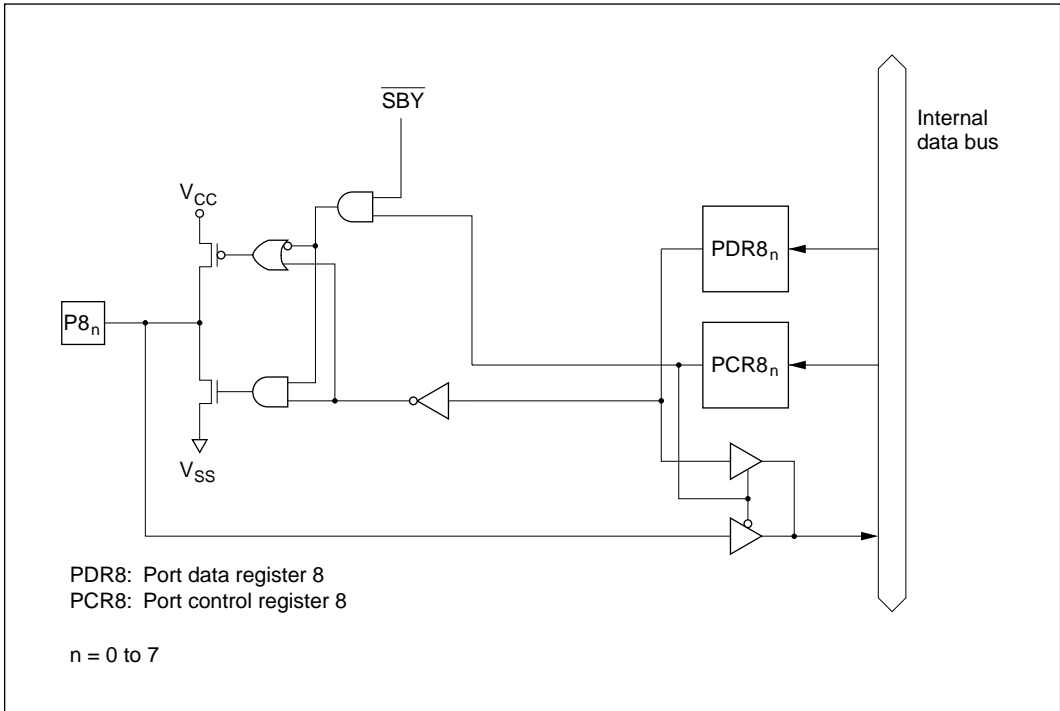 SBY
Internal
data bus
VCC
PDR8n
P8n
PCR8n
VSS
PDR8: Port data register 8
PCR8: Port control register 8
n = 0 to 7